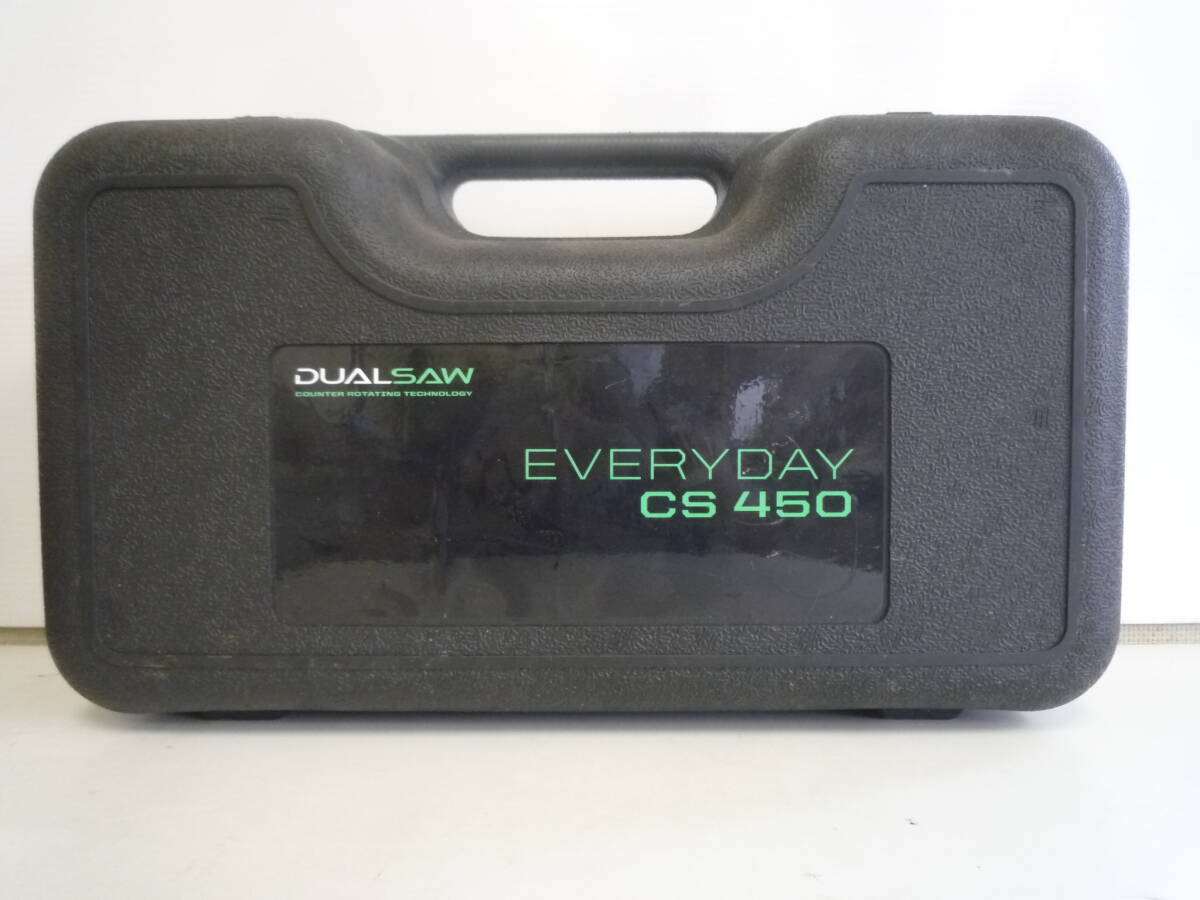 DUALSAW
COUNTER ROTATING TECHNOLOGY
EVERYDAY
CS 450